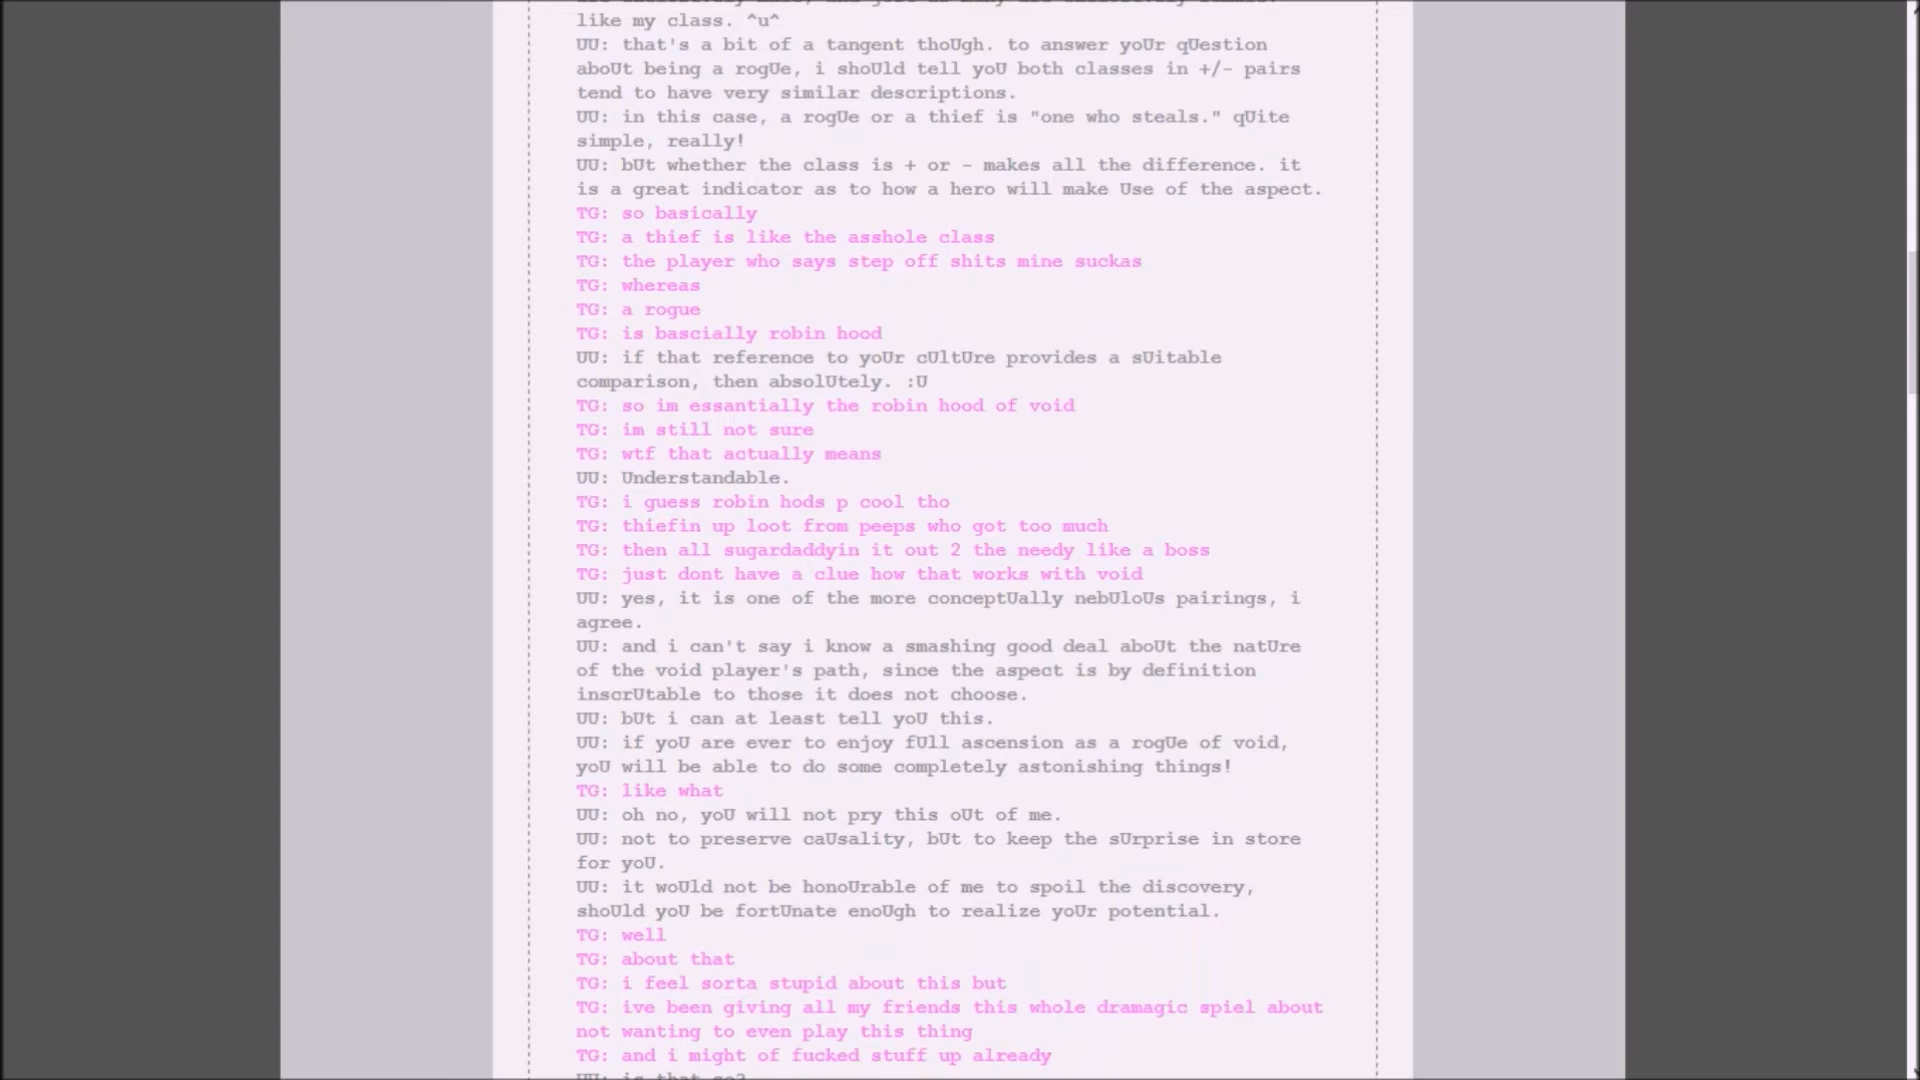 like my class. ^u^
UU: that's a bit of a tangent thoUgh. to answer yoUr qUestion
aboUt being a rogUe, i shoUld tell yoU both classes in +/- pairs
tend to have very similar descriptions.
UU: in this case, a rogUe or a thief is "one who steals." qUite
simple, really!
UU: bUt whether the class is + or - makes all the difference. it
is a great indicator as to how a hero will make Use of the aspect.
TG: so basically
TG: a thief is like the asshole class
TG: the player who says step off shits mine suckas
TG: whereas
TG: a rogue
TG: is bascially robin hood
UU: if that reference to yoUr cUltUre provides a sUitable
comparison, then absolUtely. :U
TG: so im essantially the robin hood of void
TG: im still not sure
TG: wtf that actually means
UU: Understandable.
TG: i guess robin hods p cool tho
TG: thiefin up loot from peeps who got too much
TG: then all sugardaddyin it out 2 the needy like a boss
TG: just dont have a clue how that works with void
UU: yes, it is one of the more conceptUally nebUloUs pairings, i
agree.
UU: and i can't say i know a smashing good deal aboUt the natUre
of the void player's path, since the aspect is by definition
inscrUtable to those it does not choose.
UU: bUt i can at least tell yoU this.
UU: if yoU are ever to enjoy fUll ascension as a rogUe of void,
yoU will be able to do some completely astonishing things!
TG: like what
UU: oh no, yoU will not pry this oUt of me.
UU: not to preserve caUsality, bUt to keep the sUrprise in store
for yoU.
UU: it woUld not be honoUrable of me to spoil the discovery,
shoUld yoU be fortUnate enoUgh to realize yoUr potential.
TG: well
TG: about that
TG: i feel sorta stupid about this but
TG: ive been giving all my friends this whole dramagic spiel about
not wanting to even play this thing
TG: and i might of fucked stuff up already
UU: is that so?